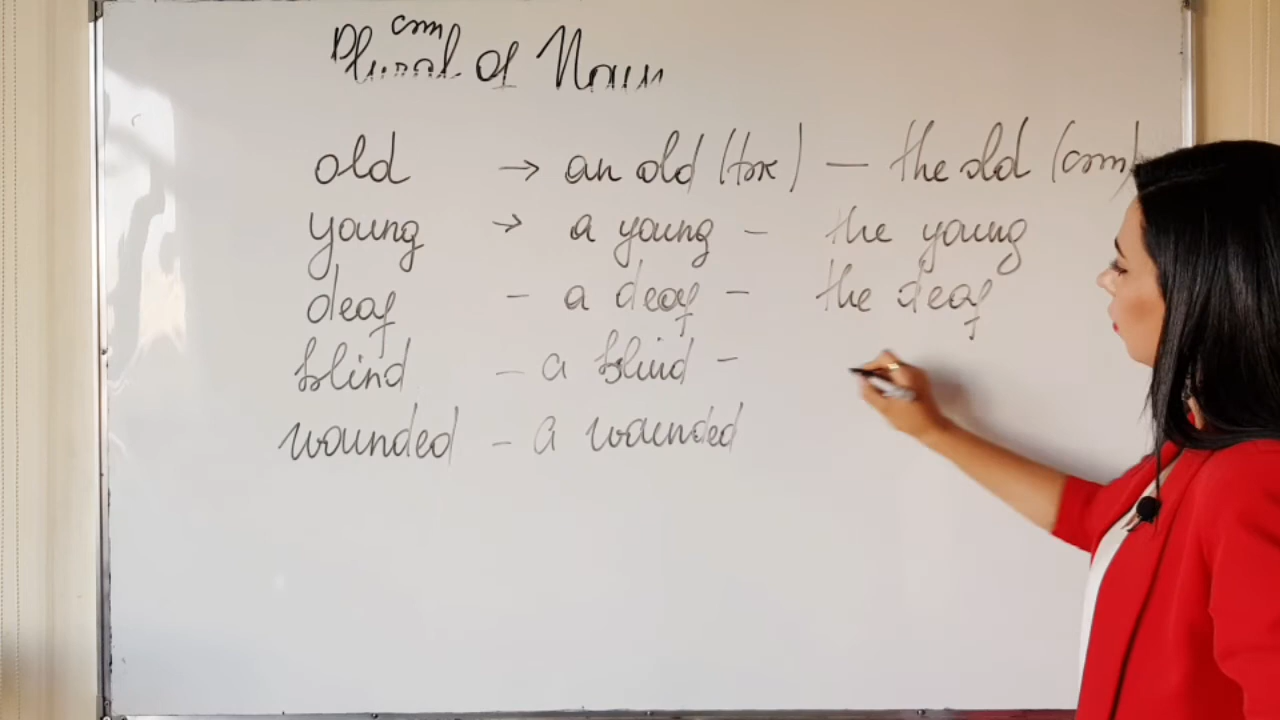 com
Plural of Noun
old → an old (тэк) — the old (com)
young → a young – the young
deaf – a deaf – the deaf
blind – a blind –
wounded – a wounded